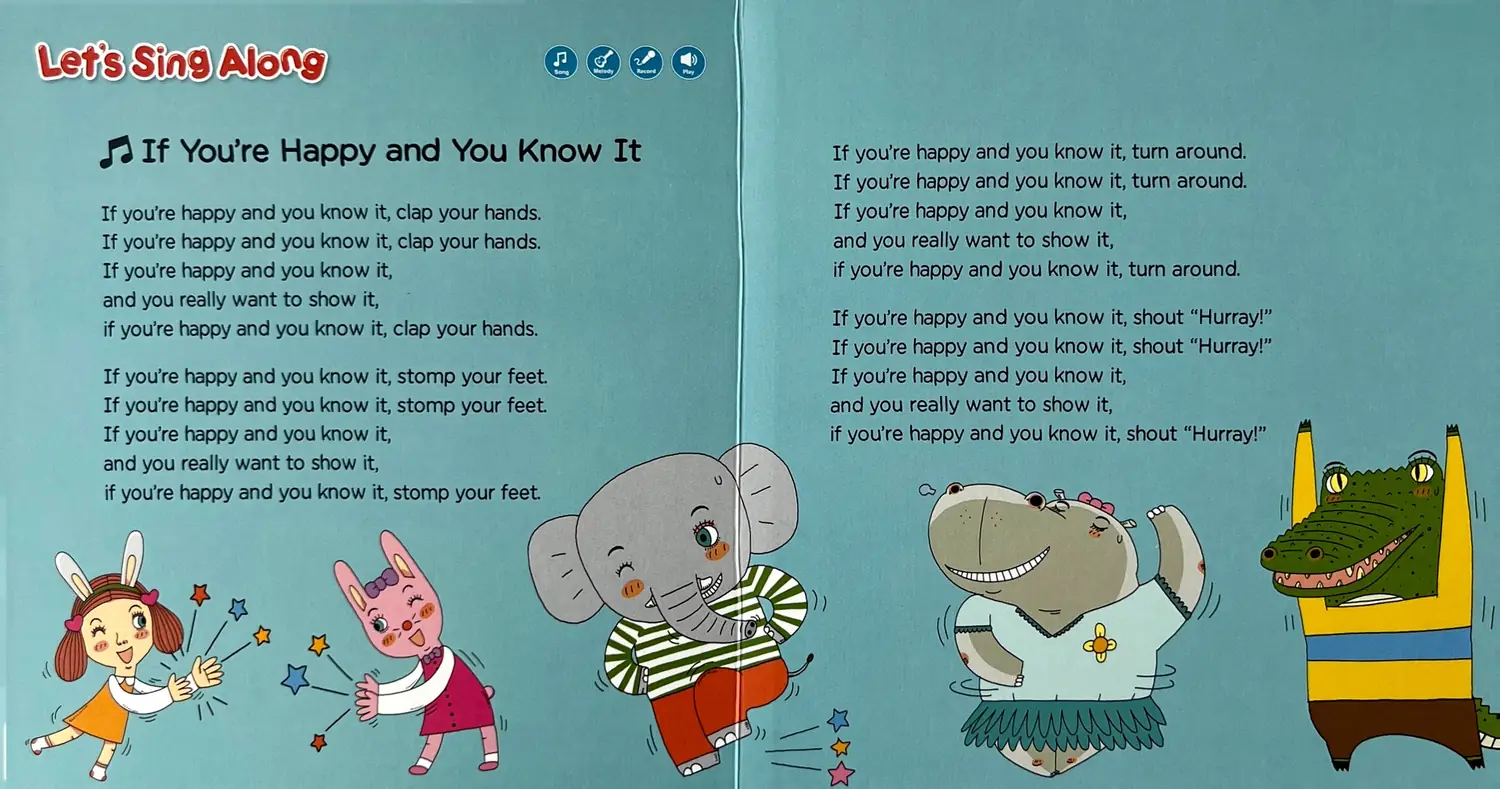 Let's Sing Along
Song
Melody
Record
Play
If You're Happy and You Know It
If you're happy and you know it, clap your hands.
If you're happy and you know it, clap your hands.
If you're happy and you know it,
and you really want to show it,
if you're happy and you know it, clap your hands.
If you're happy and you know it, stomp your feet.
If you're happy and you know it, stomp your feet.
If you're happy and you know it,
and you really want to show it,
if you're happy and you know it, stomp your feet.
If you're happy and you know it, turn around.
If you're happy and you know it, turn around.
If you're happy and you know it,
and you really want to show it,
if you're happy and you know it, turn around.
If you're happy and you know it, shout “Hurray!”
If you're happy and you know it, shout “Hurray!”
If you're happy and you know it,
and you really want to show it,
if you're happy and you know it, shout “Hurray!”